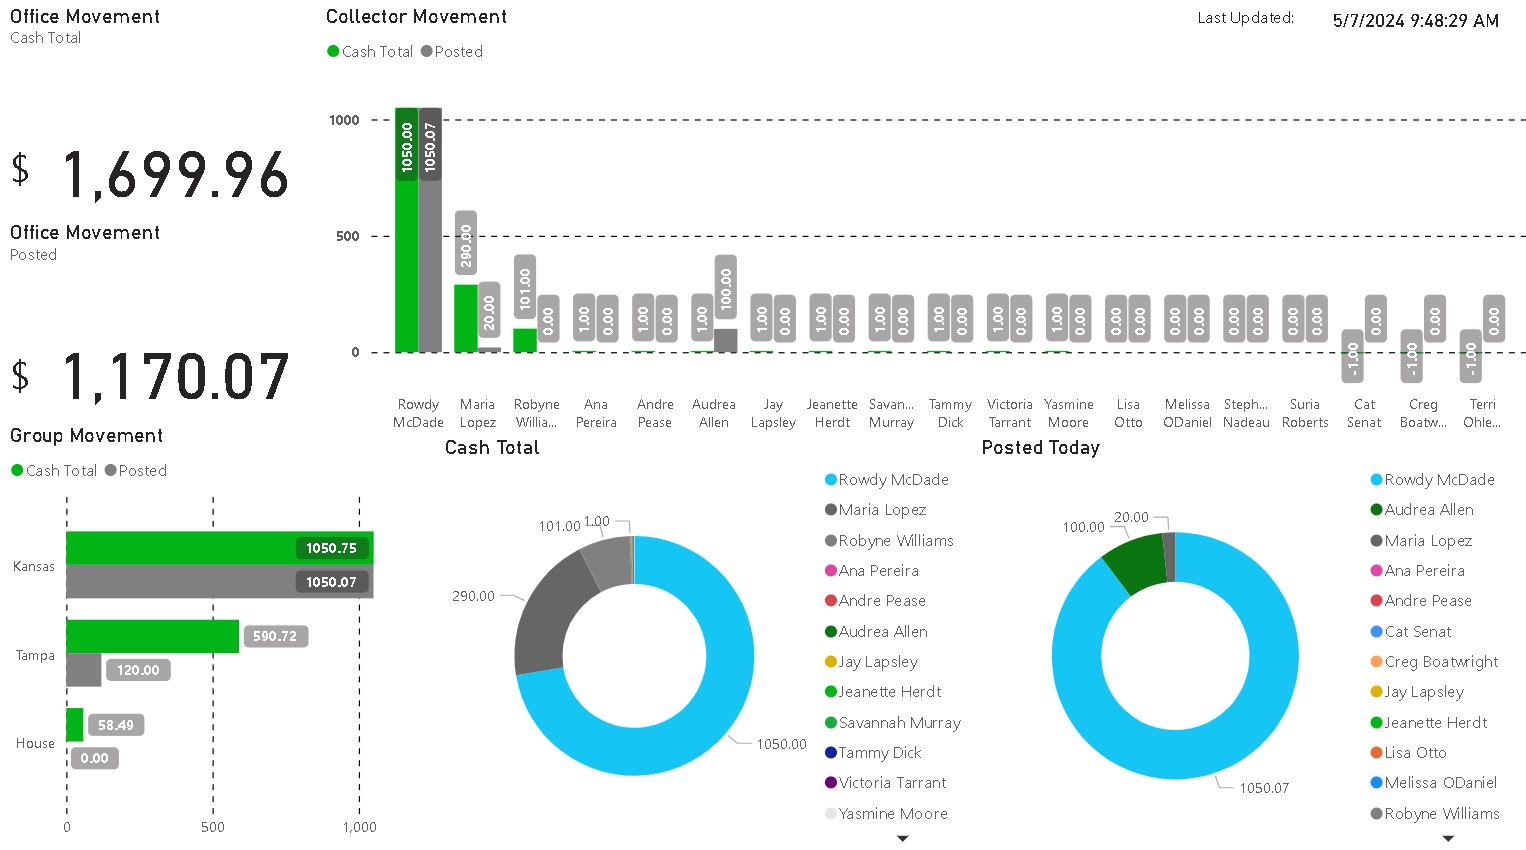 Office Movement
Cash Total
$ 1,699.96
Office Movement
Posted
$ 1,170.07
Collector Movement
Cash Total Posted
Last Updated: 5/7/2024 9:48:29 AM
1000
500
0
1050.00 1050.07
290.00 20.00
101.00 0.00
1.00 0.00
1.00 0.00
1.00 100.00
1.00 0.00
1.00 0.00
1.00 0.00
1.00 0.00
1.00 0.00
1.00 0.00
0.00 0.00
0.00 0.00
0.00 0.00
0.00 0.00
-1.00 0.00
-1.00 0.00
-1.00 0.00
Rowdy McDade
Maria Lopez
Robyne Willia...
Ana Pereira
Andre Pease
Audrea Allen
Jay Lapsley
Jeanette Herdt
Savan... Murray
Tammy Dick
Victoria Tarrant
Yasmine Moore
Lisa Otto
Melissa ODaniel
Steph... Nadeau
Suria Roberts
Cat Senat
Creg Boatw...
Terri Ohle...
Group Movement
Cash Total Posted
Kansas
1050.75
1050.07
Tampa
590.72
120.00
House
58.49
0.00
0 500 1,000
Cash Total
101.00 1.00
290.00
1050.00
Rowdy McDade
Maria Lopez
Robyne Williams
Ana Pereira
Andre Pease
Audrea Allen
Jay Lapsley
Jeanette Herdt
Savannah Murray
Tammy Dick
Victoria Tarrant
Yasmine Moore
Posted Today
100.00 20.00
1050.07
Rowdy McDade
Audrea Allen
Maria Lopez
Ana Pereira
Andre Pease
Cat Senat
Creg Boatwright
Jay Lapsley
Jeanette Herdt
Lisa Otto
Melissa ODaniel
Robyne Williams